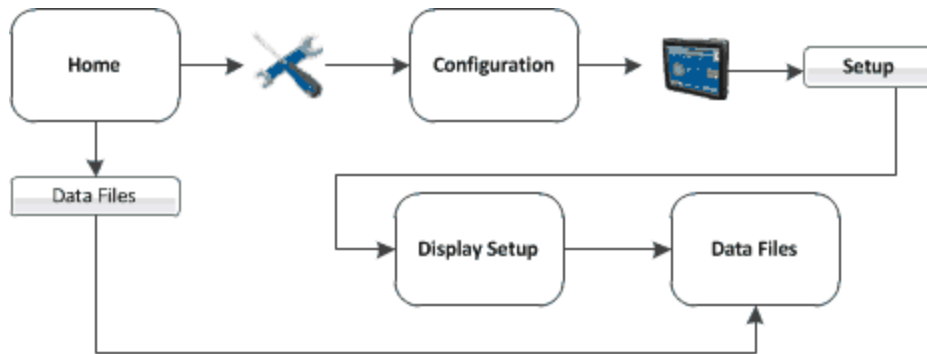 Home
Configuration
Setup
Data Files
Display Setup
Data Files